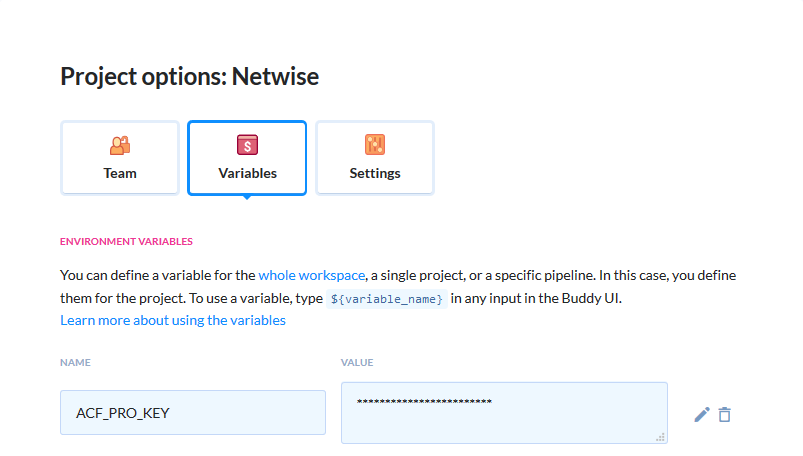 Project options: Netwise
Team
Variables
Settings
ENVIRONMENT VARIABLES
You can define a variable for the whole workspace, a single project, or a specific pipeline. In this case, you define
them for the project. To use a variable, type ${variable_name} in any input in the Buddy UI.
Learn more about using the variables
NAME VALUE
ACF_PRO_KEY ************************